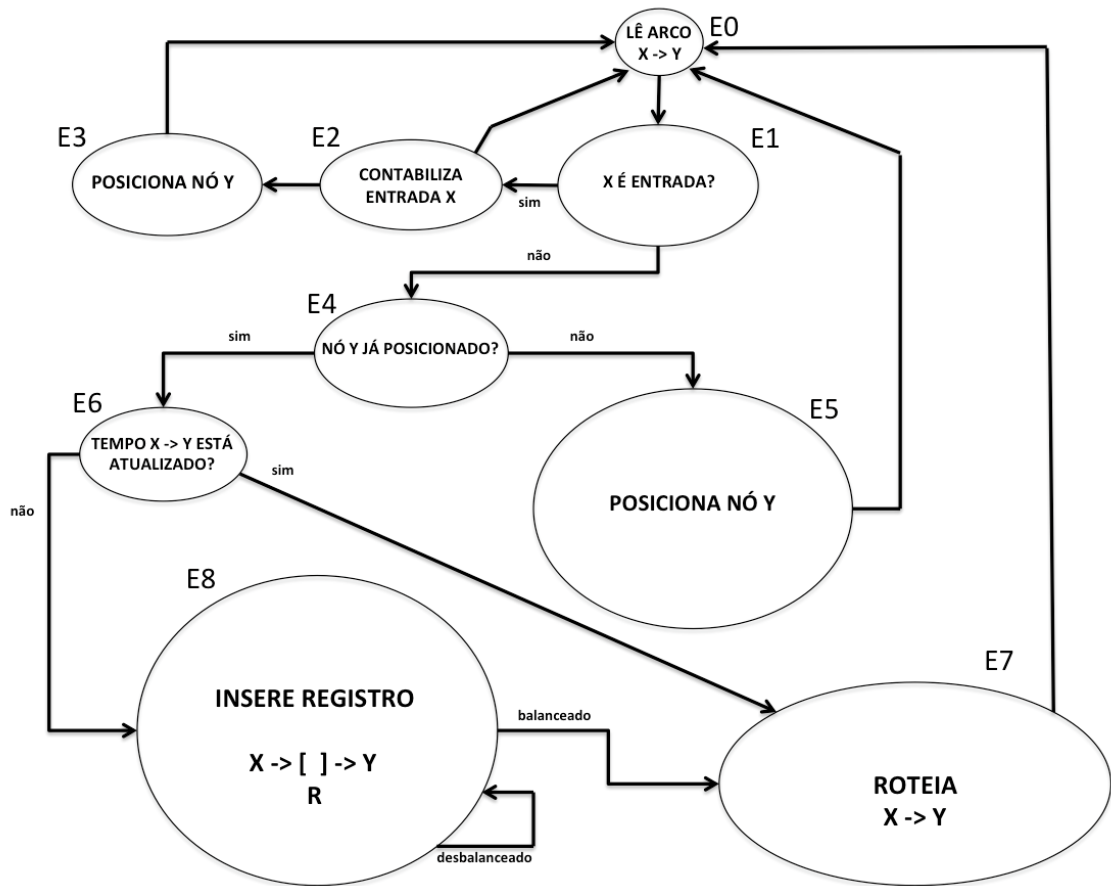 LÊ ARCO
X -> Y
E0
E3
POSICIONA NÓ Y
E2
CONTABILIZA
ENTRADA X
sim
E1
X É ENTRADA?
não
E4
NÓ Y JÁ POSICIONADO?
sim
não
E6
TEMPO X -> Y ESTÁ
ATUALIZADO?
não
sim
E5
POSICIONA NÓ Y
E8
INSERE REGISTRO
X -> [ ] -> Y
R
balanceado
desbalanceado
E7
ROTEIA
X -> Y